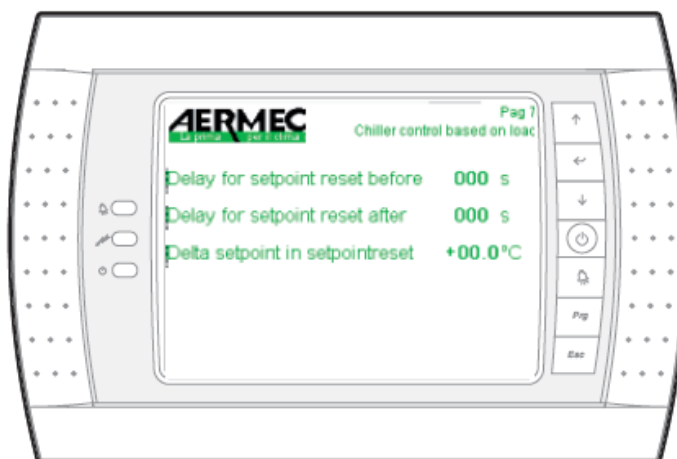 AERMEC
La prima per il clima
Pag 7
Chiller control based on load
Delay for setpoint reset before 000 s
Delay for setpoint reset after 000 s
Delta setpoint in setpointreset +00.0°C
Prg
Esc